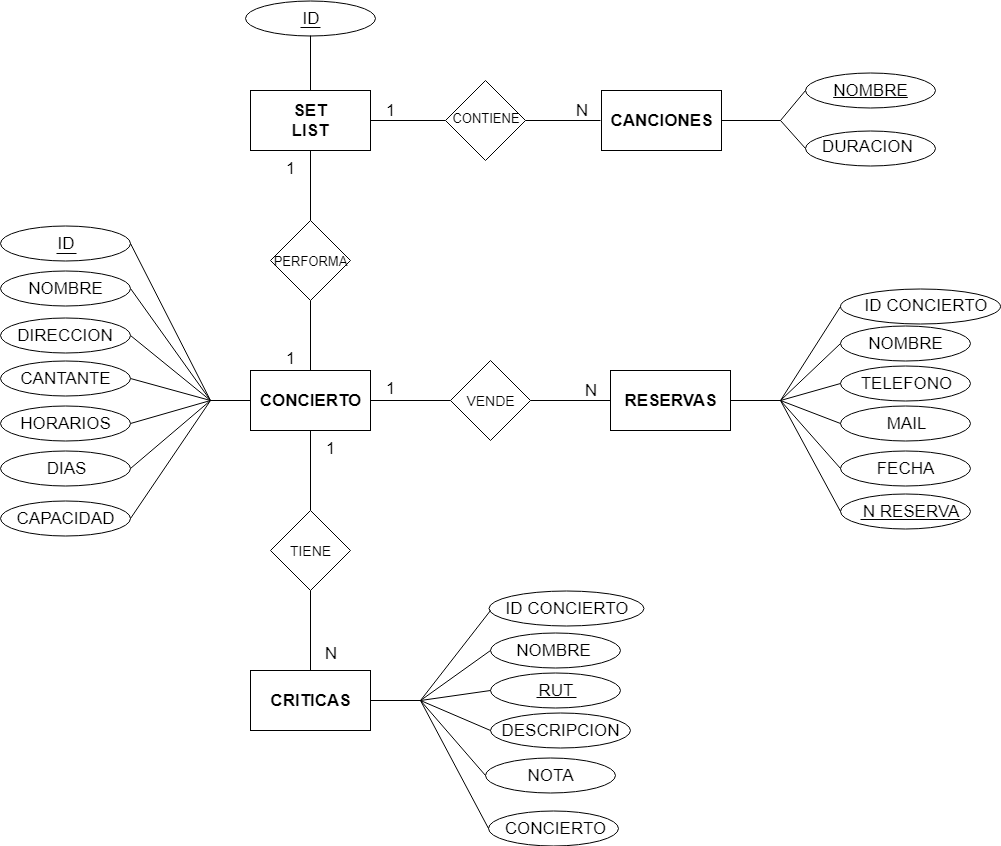 ID
SET
LIST
1
CONTIENE
N
CANCIONES
NOMBRE
DURACION
1
PERFORMA
1
ID
NOMBRE
DIRECCION
CANTANTE
HORARIOS
DIAS
CAPACIDAD
CONCIERTO
1
VENDE
N
RESERVAS
ID CONCIERTO
NOMBRE
TELEFONO
MAIL
FECHA
N RESERVA
1
TIENE
N
CRITICAS
ID CONCIERTO
NOMBRE
RUT
DESCRIPCION
NOTA
CONCIERTO